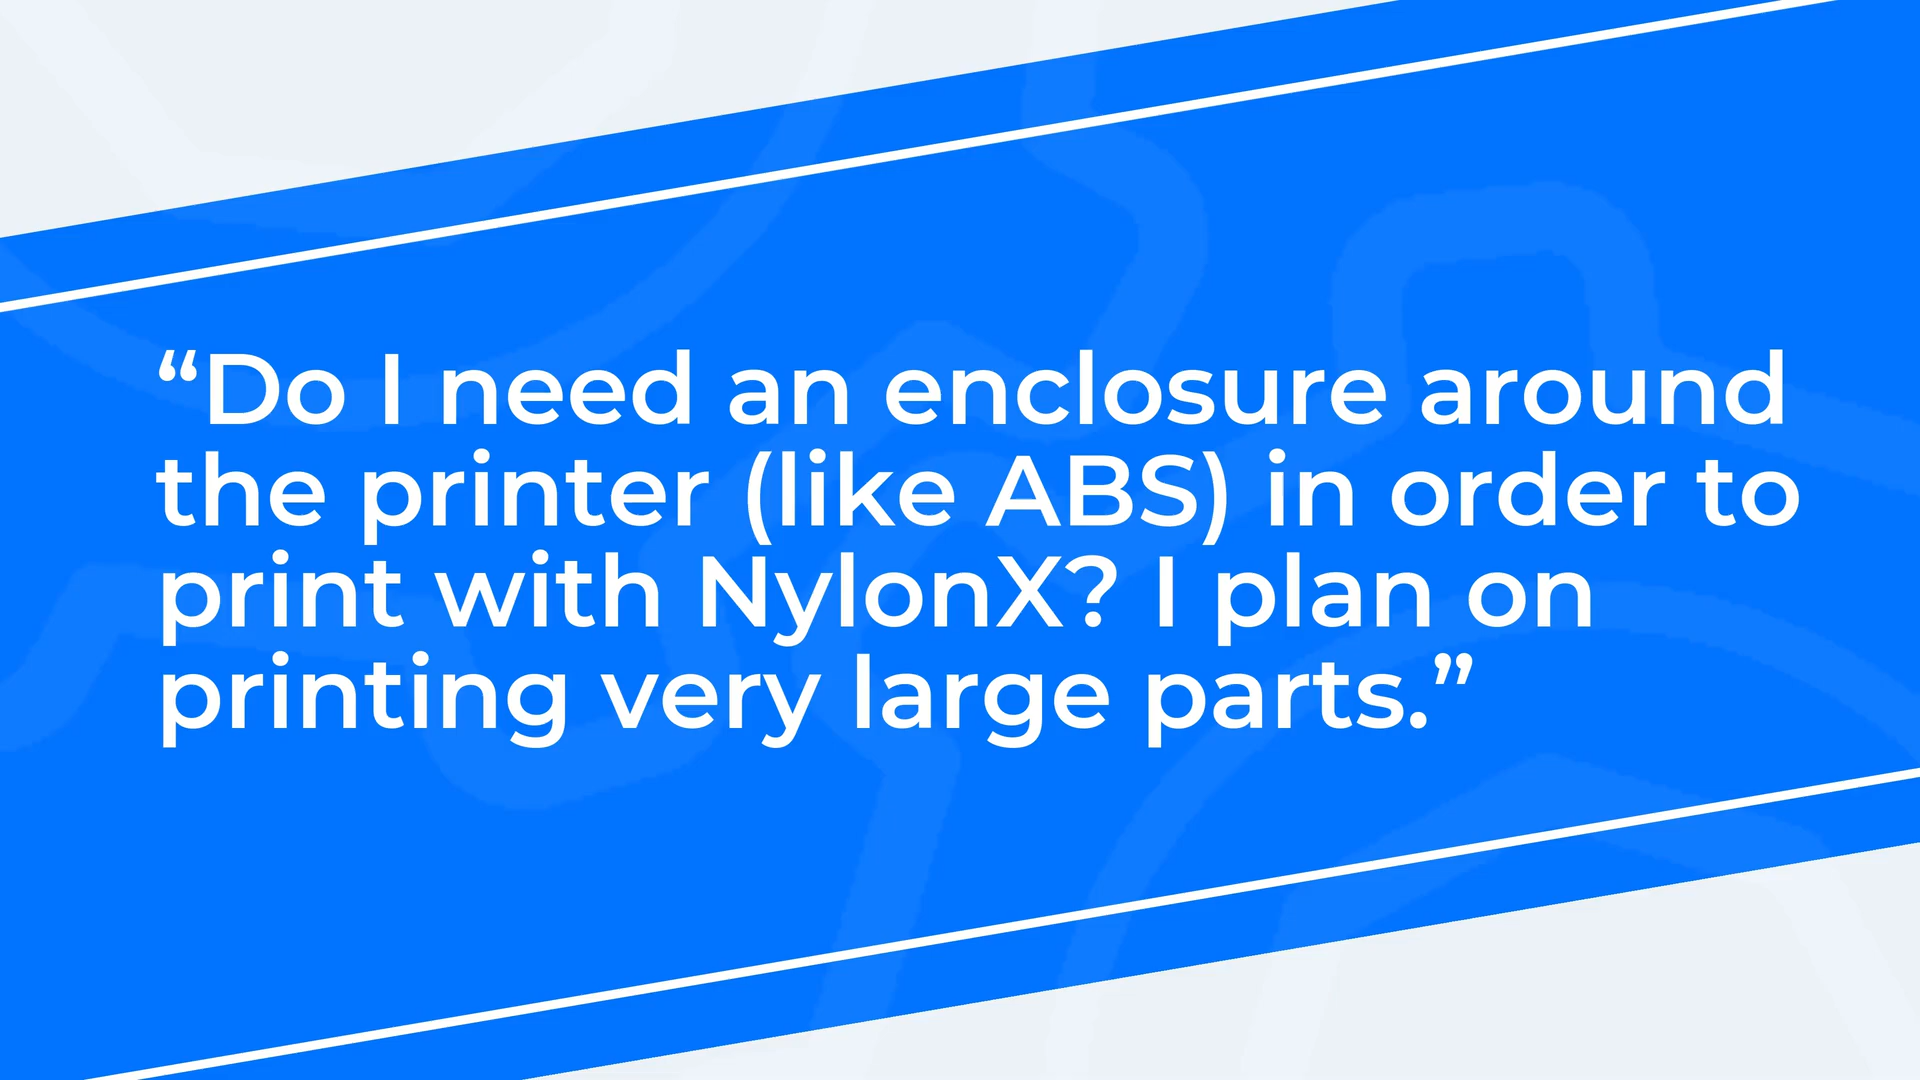 “Do I need an enclosure around
the printer (like ABS) in order to
print with NylonX? I plan on
printing very large parts.”